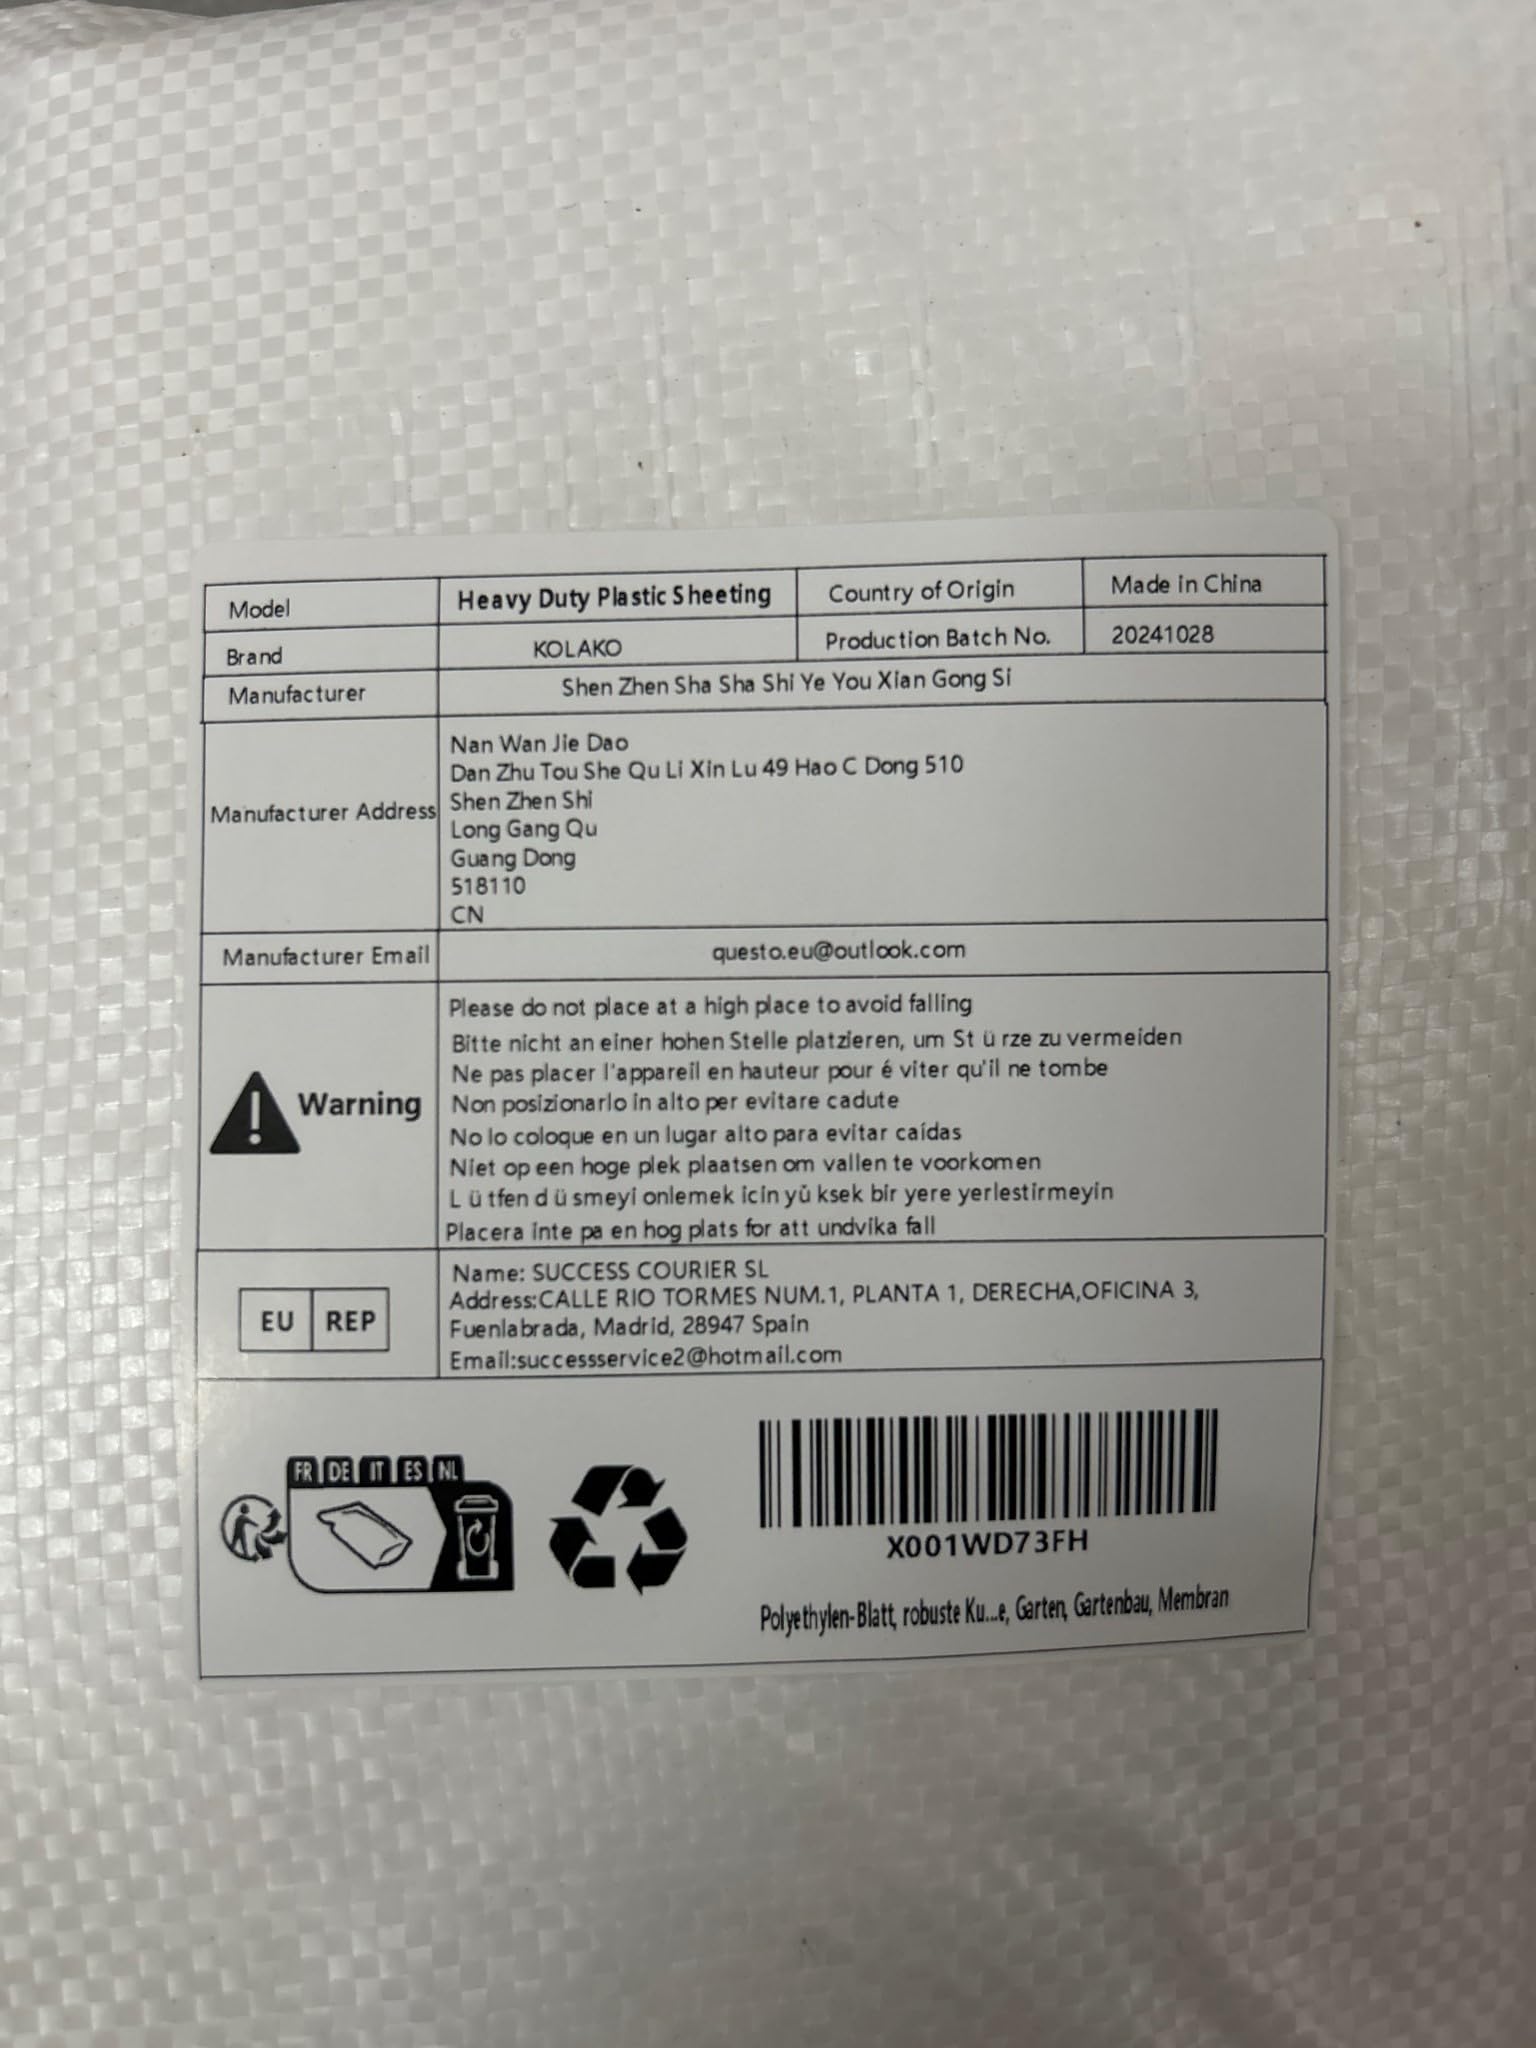 Model Heavy Duty Plastic Sheeting Country of Origin Made in China
Brand KOLAKO Production Batch No. 20241028
Manufacturer Shen Zhen Sha Sha Shi Ye You Xian Gong Si
Manufacturer Address
Nan Wan Jie Dao
Dan Zhu Tou She Qu Li Xin Lu 49 Hao C Dong 510
Shen Zhen Shi
Long Gang Qu
Guang Dong
518110
CN
Manufacturer Email questo.eu@outlook.com
Warning
Please do not place at a high place to avoid falling
Bitte nicht an einer hohen Stelle platzieren, um St ü rze zu vermeiden
Ne pas placer l'appareil en hauteur pour é viter qu'il ne tombe
Non posizionarlo in alto per evitare cadute
No lo coloque en un lugar alto para evitar caídas
Niet op een hoge plek plaatsen om vallen te voorkomen
L ü tfen d ü smeyi onlemek icin yǔ ksek bir yere yerlestirmeyin
Placera inte pa en hog plats for att undvika fall
EU REP
Name: SUCCESS COURIER SL
Address:CALLE RIO TORMES NUM.1, PLANTA 1, DERECHA,OFICINA 3,
Fuenlabrada, Madrid, 28947 Spain
Email:successservice2@hotmail.com
FR DE IT ES NL
X001WD73FH
Polyethylen-Blatt, robuste Ku...e, Garten, Gartenbau, Membran